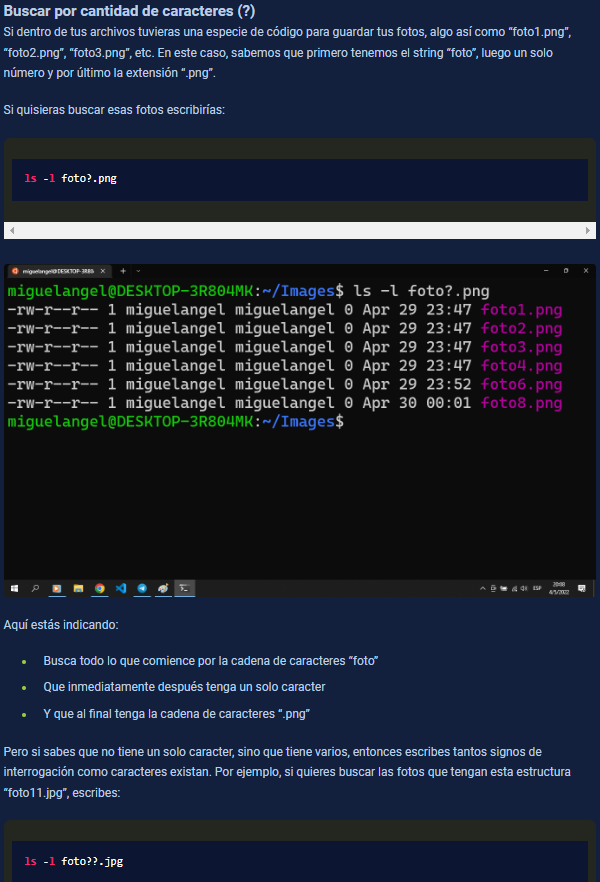 Buscar por cantidad de caracteres (?)
Si dentro de tus archivos tuvieras una especie de código para guardar tus fotos, algo así como “foto1.png”,
“foto2.png”, “foto3.png”, etc. En este caso, sabemos que primero tenemos el string “foto”, luego un solo
número y por último la extensión “.png”.
Si quisieras buscar esas fotos escribirías:
ls -l foto?.png
miguelangel@DESKTOP-3R80
miguelangel@DESKTOP-3R804MK:~/Images$ ls -l foto?.png
-rw-r--r-- 1 miguelangel miguelangel 0 Apr 29 23:47 foto1.png
-rw-r--r-- 1 miguelangel miguelangel 0 Apr 29 23:47 foto2.png
-rw-r--r-- 1 miguelangel miguelangel 0 Apr 29 23:47 foto3.png
-rw-r--r-- 1 miguelangel miguelangel 0 Apr 29 23:47 foto4.png
-rw-r--r-- 1 miguelangel miguelangel 0 Apr 29 23:52 foto6.png
-rw-r--r-- 1 miguelangel miguelangel 0 Apr 30 00:01 foto8.png
miguelangel@DESKTOP-3R804MK:~/Images$
ESP
20:08
4/5/2022
Aquí estás indicando:
Busca todo lo que comience por la cadena de caracteres “foto”
Que inmediatamente después tenga un solo caracter
Y que al final tenga la cadena de caracteres “.png”
Pero si sabes que no tiene un solo caracter, sino que tiene varios, entonces escribes tantos signos de
interrogación como caracteres existan. Por ejemplo, si quieres buscar las fotos que tengan esta estructura
“foto11.jpg”, escribes:
ls -l foto??.jpg